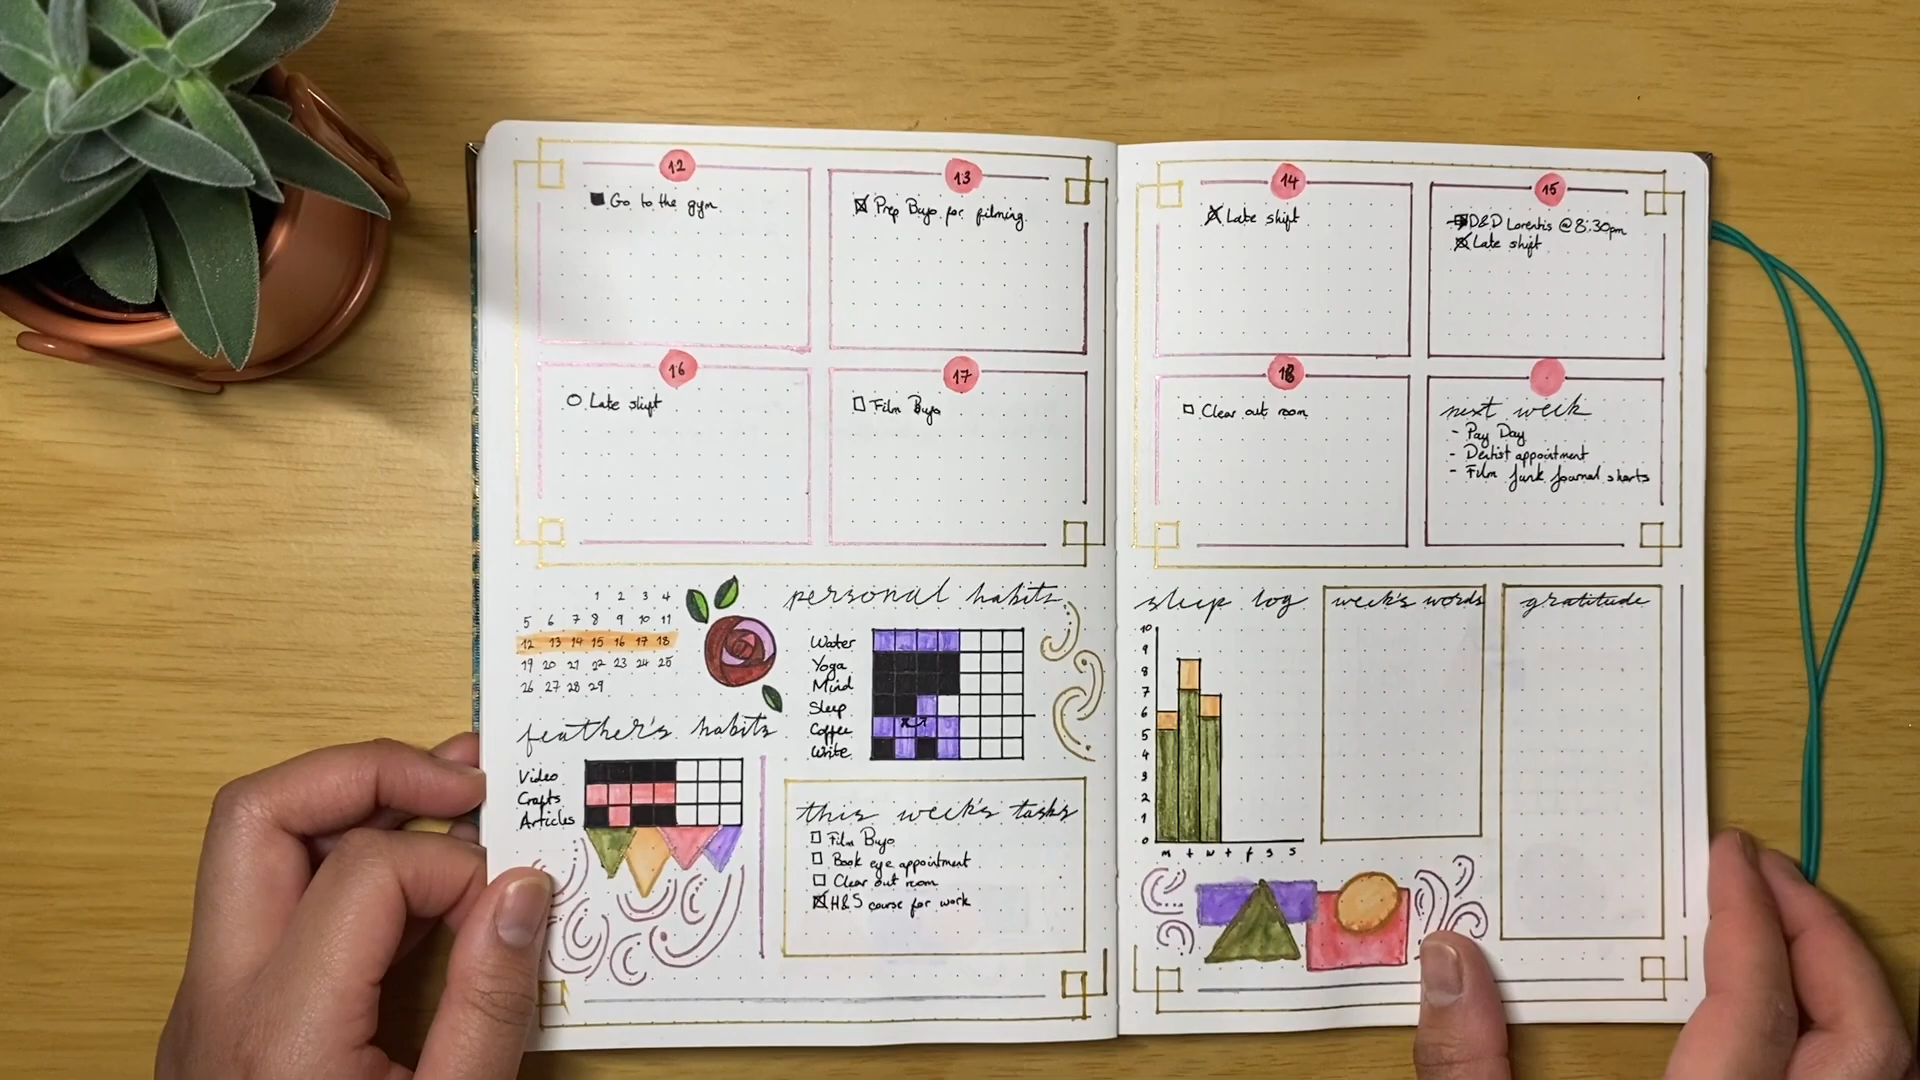 12
Go to the gym
13
Prep Bujo for filming
14
Late shift
15
D&D Lorentis @ 8:30pm
Late shift
16
Late shift
17
Film Bujo
18
Clear out room
next week
- Pay Day
- Dentist appointment
- Film Junk Journal shorts
1 2 3 4
5 6 7 8 9 10 11
12 13 14 15 16 17 18
19 20 21 22 23 24 25
26 27 28 29
feather's habits
Video
Crafts
Articles
personal habits
Water
Yoga
Mind
Sleep
Coffee
Write
this week's tasks
Film Bujo
Book eye appointment
Clear out room
H&S course for work
sleep log
10
9
8
7
6
5
4
3
2
1
0
m t w t f s s
week's words
gratitude